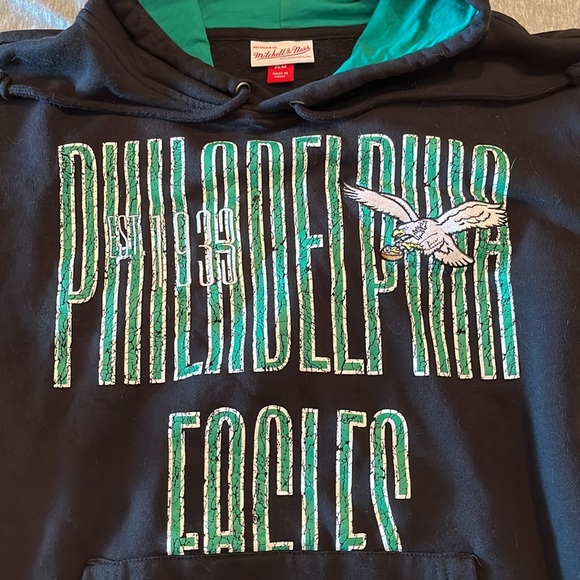 Mitchell & Ness
PHILADELPHIA
EST. 1933
EAGLES